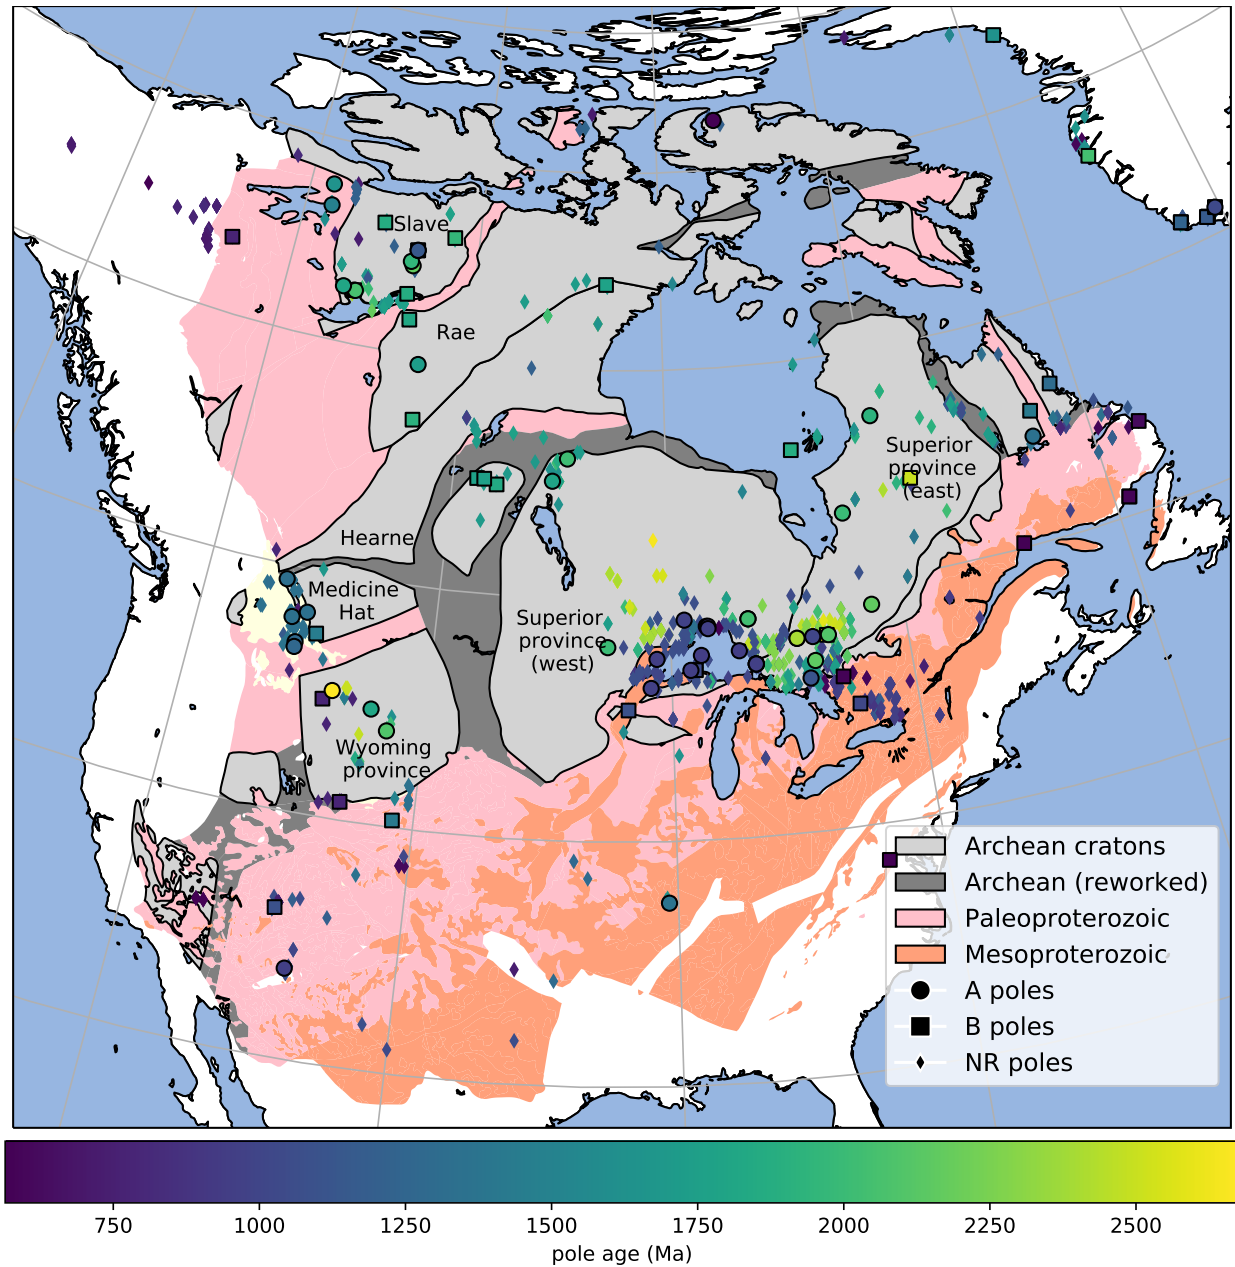 Slave
Rae
Hearne
Medicine
Hat
Superior
province
(east)
Superior
province
(west)
Wyoming
province
Archean cratons
Archean (reworked)
Paleoproterozoic
Mesoproterozoic
A poles
B poles
NR poles
750 1000 1250 1500 1750 2000 2250 2500
pole age (Ma)